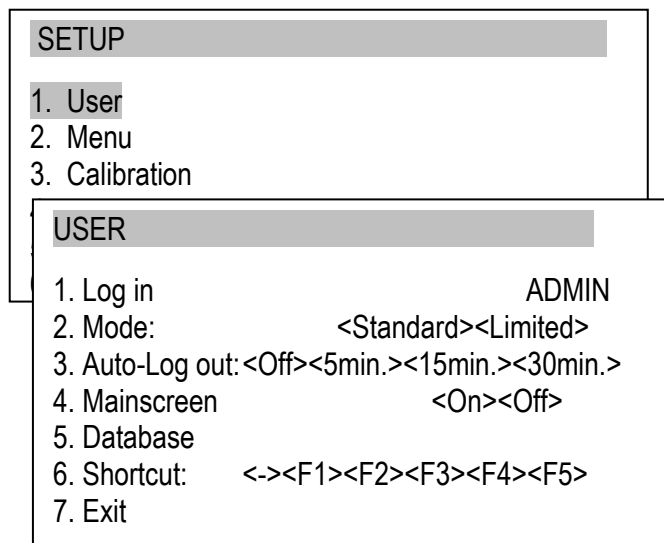 SETUP
1. User
2. Menu
3. Calibration
USER
1. Log in ADMIN
2. Mode: <Standard><Limited>
3. Auto-Log out:<Off><5min.><15min.><30min.>
4. Mainscreen <On><Off>
5. Database
6. Shortcut: <-><F1><F2><F3><F4><F5>
7. Exit